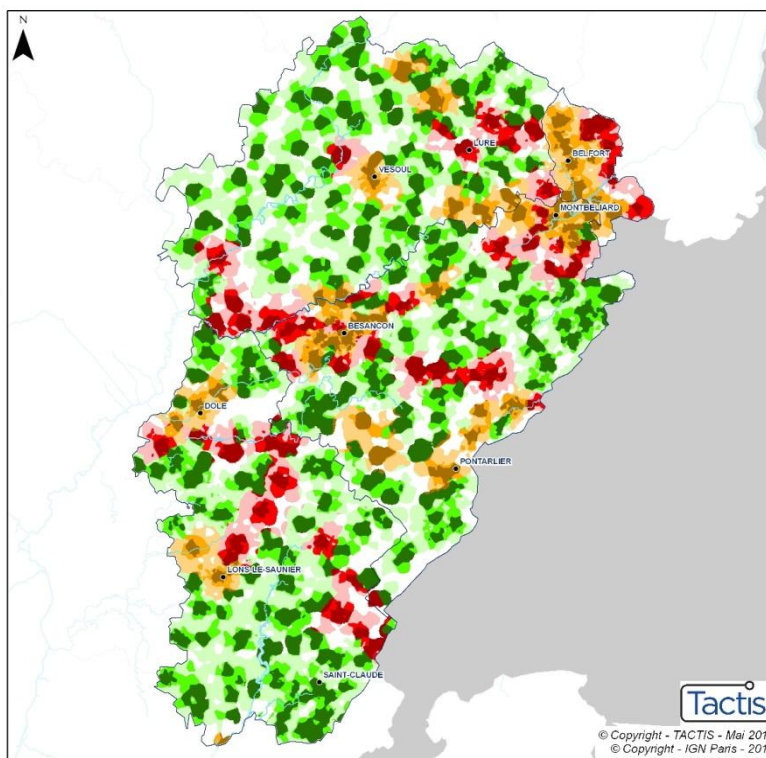 N
LURE
BELFORT
VESOUL
MONTBELIARD
BESANCON
DOLE
PONTARLIER
LONS-LE-SAUNIER
SAINT-CLAUDE
Tactis
© Copyright - TACTIS - Mai 201
© Copyright - IGN Paris - 201